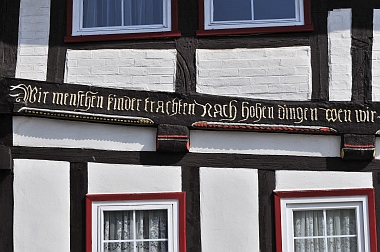 Wir menschen kinder trachten nach hohen dingen wen wir-